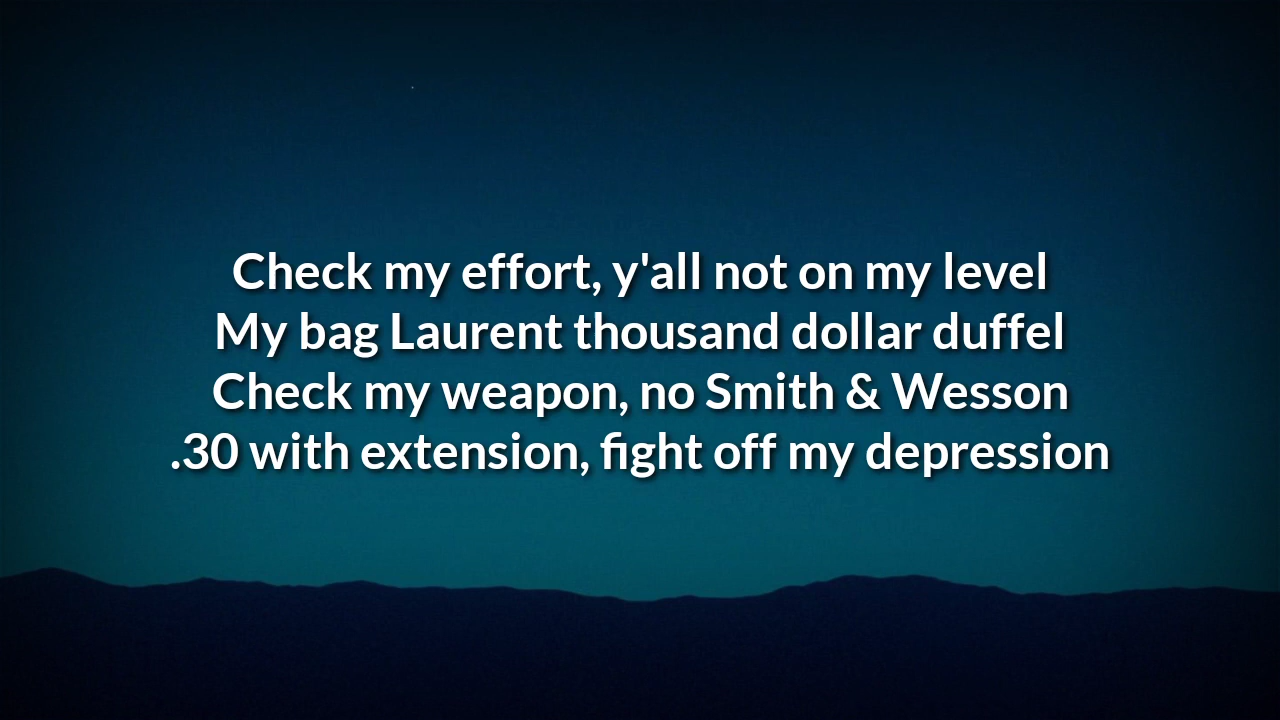 Check my effort, y'all not on my level
My bag Laurent thousand dollar duffel
Check my weapon, no Smith & Wesson
.30 with extension, fight off my depression